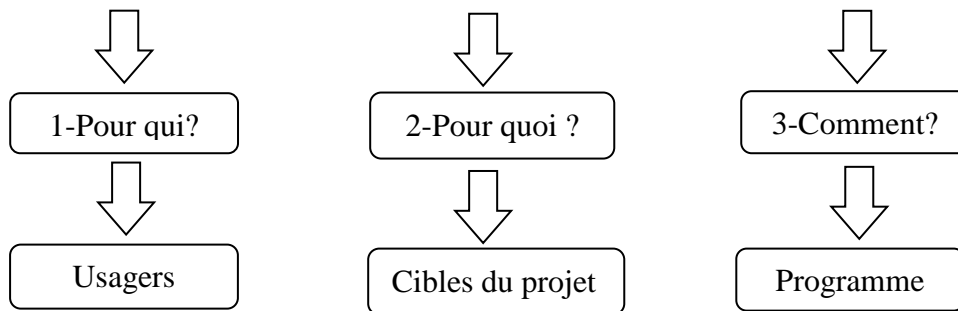 1-Pour qui?
2-Pour quoi ?
3-Comment?
Usagers
Cibles du projet
Programme